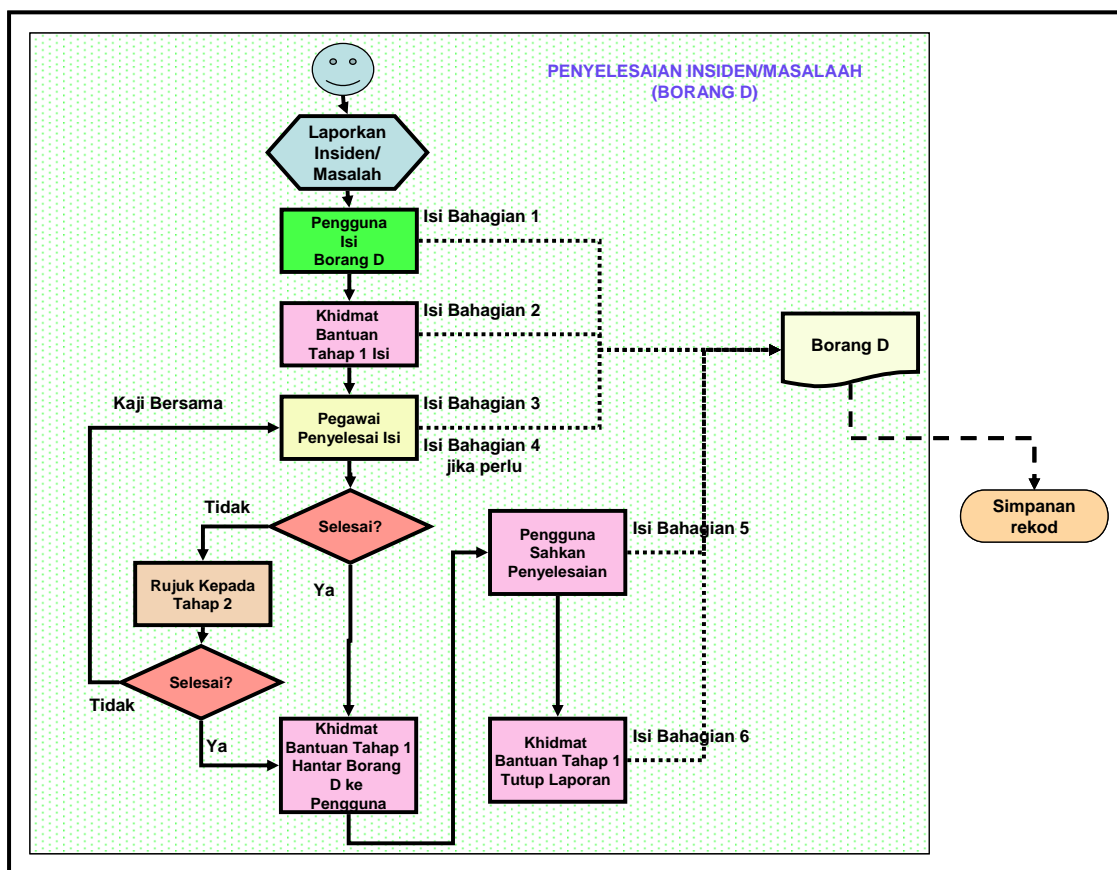 PENYELESAIAN INSIDEN/MASALAAH
(BORANG D)
Laporkan
Insiden/
Masalah
Pengguna
Isi
Borang D
Isi Bahagian 1
Khidmat
Bantuan
Tahap 1 Isi
Isi Bahagian 2
Borang D
Kaji Bersama
Pegawai
Penyelesai Isi
Isi Bahagian 3
Isi Bahagian 4
jika perlu
Tidak
Selesai?
Pengguna
Sahkan
Penyelesaian
Isi Bahagian 5
Simpanan
rekod
Rujuk Kepada
Tahap 2
Ya
Selesai?
Tidak
Ya
Khidmat
Bantuan Tahap 1
Hantar Borang
D ke
Pengguna
Khidmat
Bantuan Tahap 1
Tutup Laporan
Isi Bahagian 6